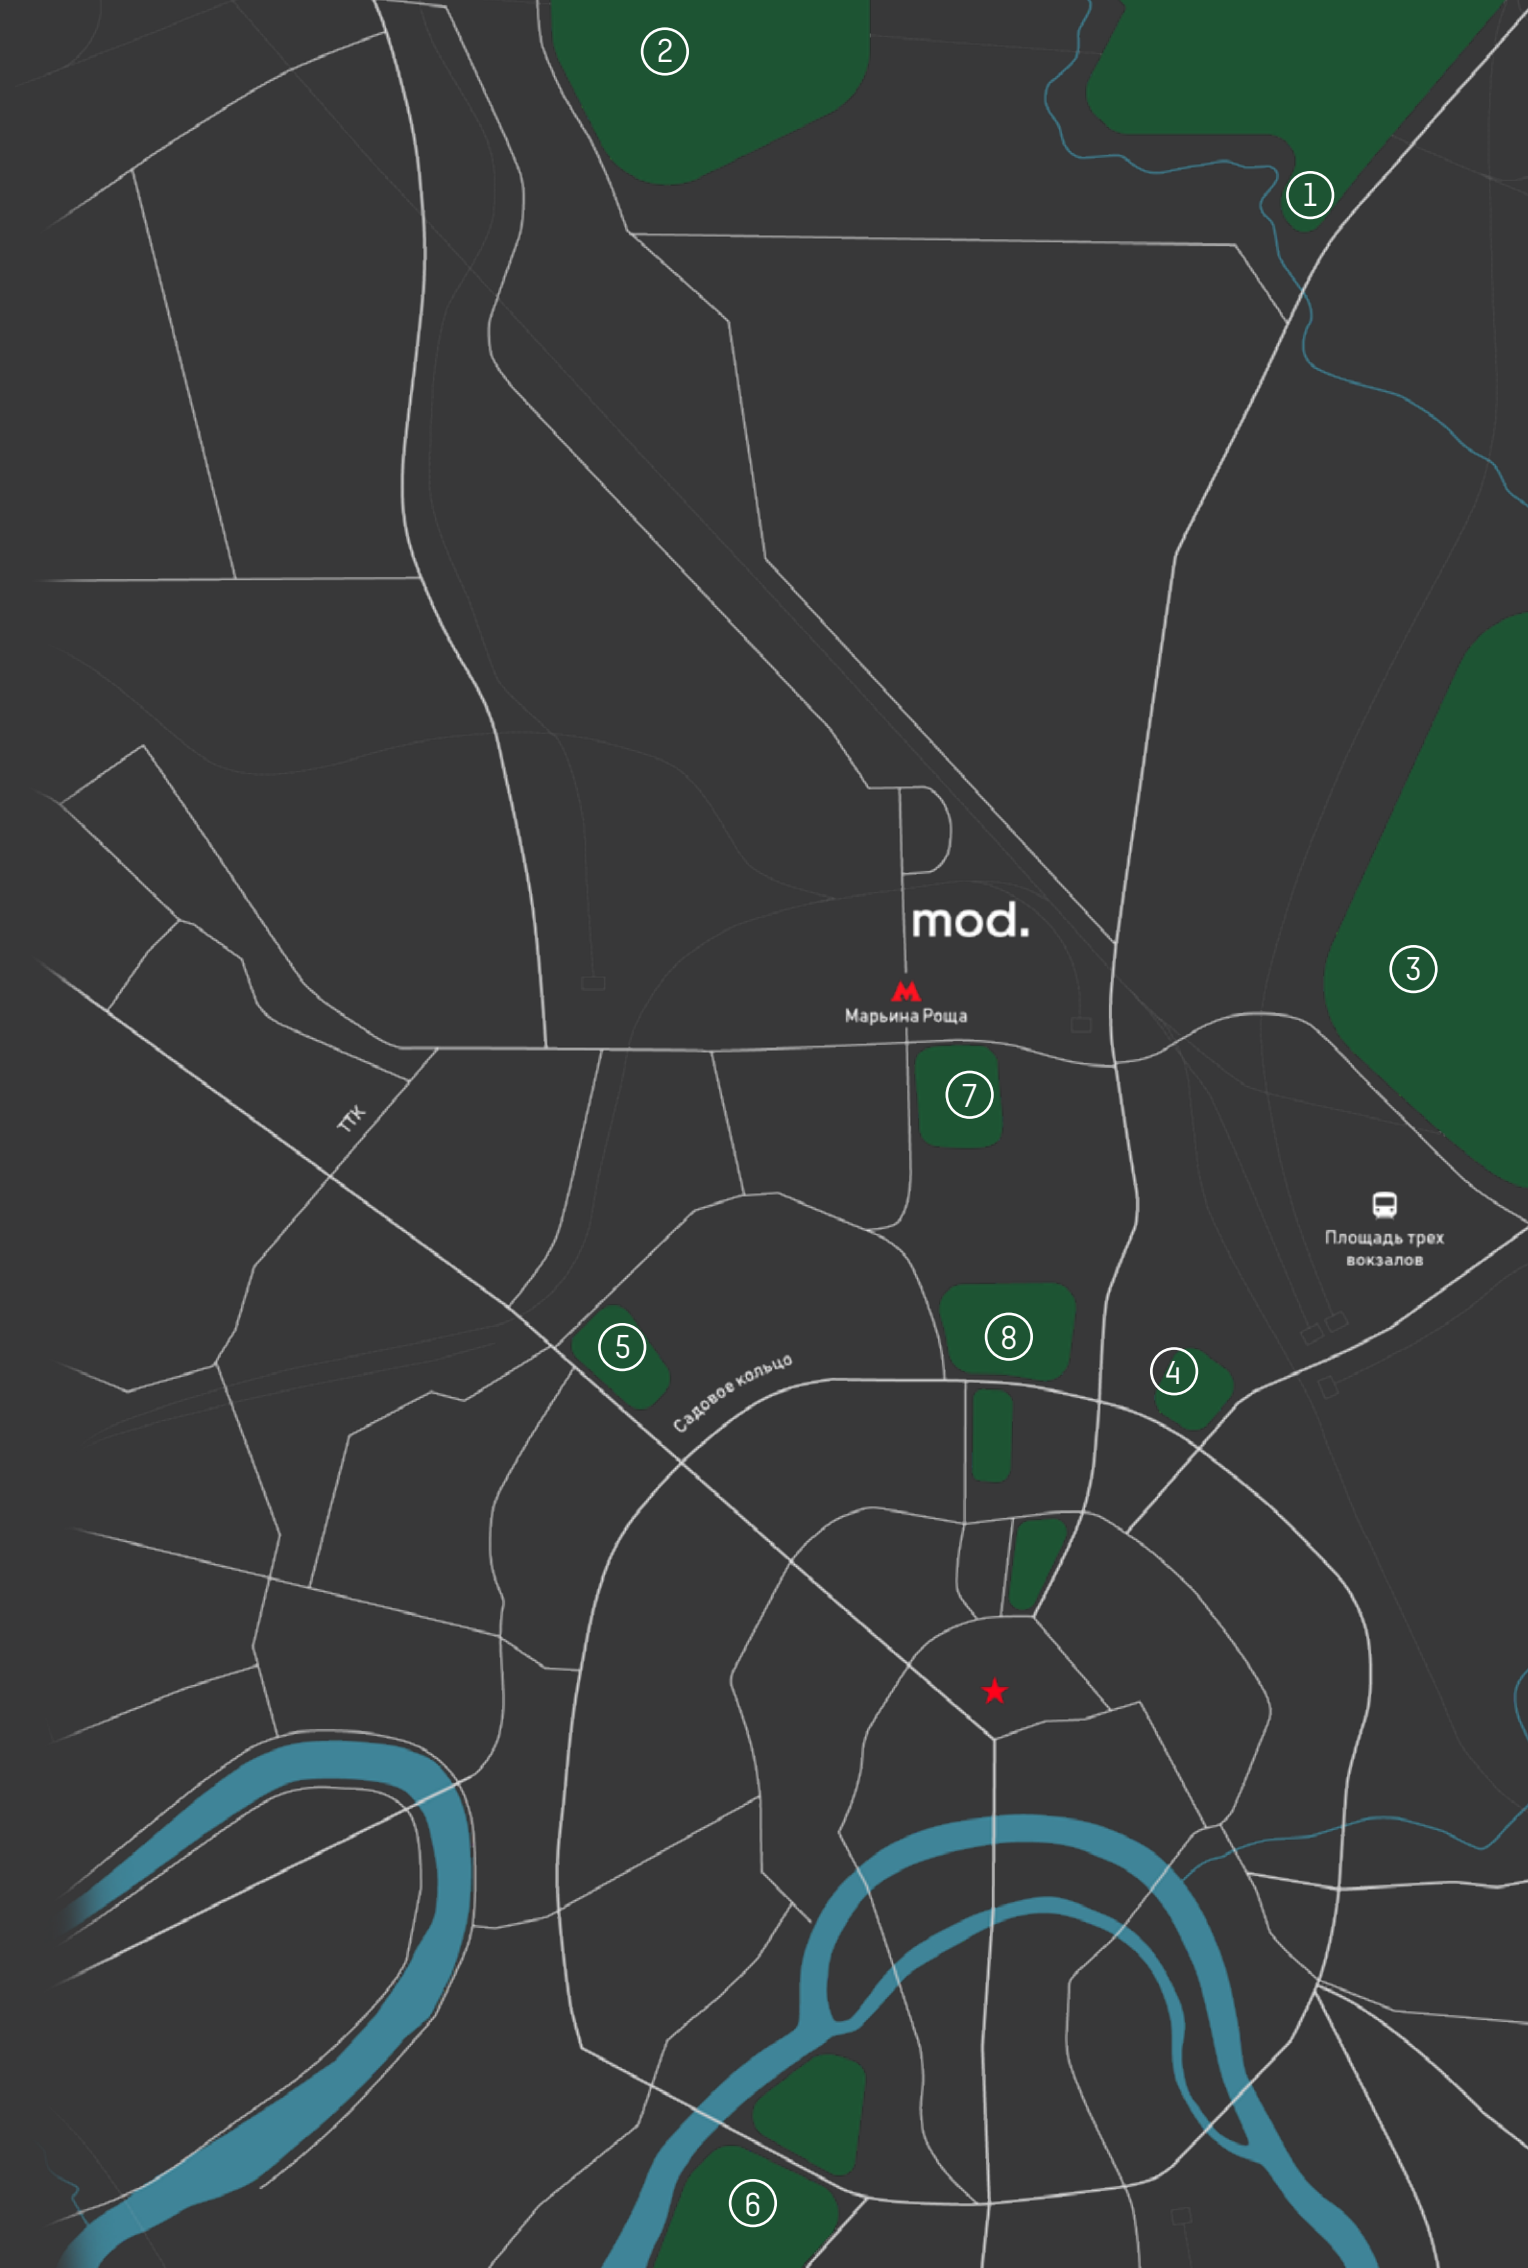 2
1
mod.
3
Марьина Роща
7
ТТК
Площадь трех
вокзалов
8
5
4
Садовое кольцо
6